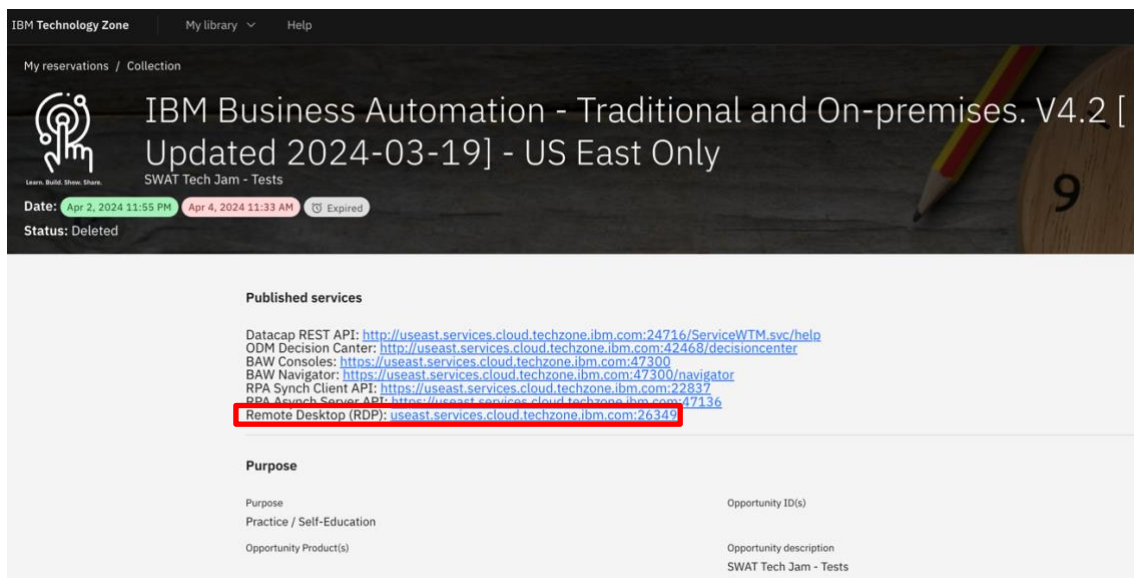 IBM Technology Zone My library Help
My reservations / Collection
IBM Business Automation - Traditional and On-premises. V4.2 [
Updated 2024-03-19] - US East Only
Learn. Build. Show. Share.
SWAT Tech Jam - Tests
Date: Apr 2, 2024 11:55 PM Apr 4, 2024 11:33 AM Expired
Status: Deleted
9
Published services
Datacap REST API: http://useast.services.cloud.techzone.ibm.com:24716/ServiceWTM.svc/help
ODM Decision Canter: http://useast.services.cloud.techzone.ibm.com:42468/decisioncenter
BAW Consoles: https://useast.services.cloud.techzone.ibm.com:47300
BAW Navigator: https://useast.services.cloud.techzone.ibm.com:47300/navigator
RPA Synch Client API: https://useast.services.cloud.techzone.ibm.com:22837
RPA Asynch Server API: https://useast.services.cloud.techzone.ibm.com:47136
Remote Desktop (RDP): useast.services.cloud.techzone.ibm.com:26349
Purpose
Purpose Opportunity ID(s)
Practice / Self-Education
Opportunity Product(s) Opportunity description
SWAT Tech Jam - Tests